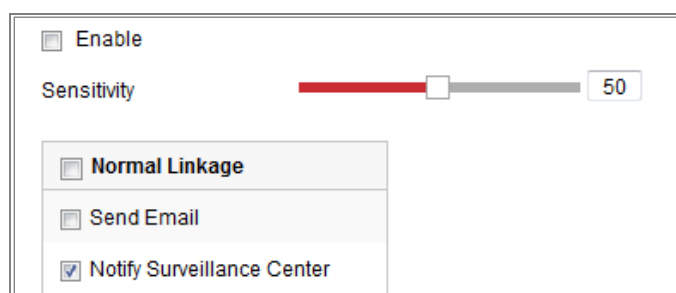 Enable
Sensitivity 50
Normal Linkage
Send Email
Notify Surveillance Center